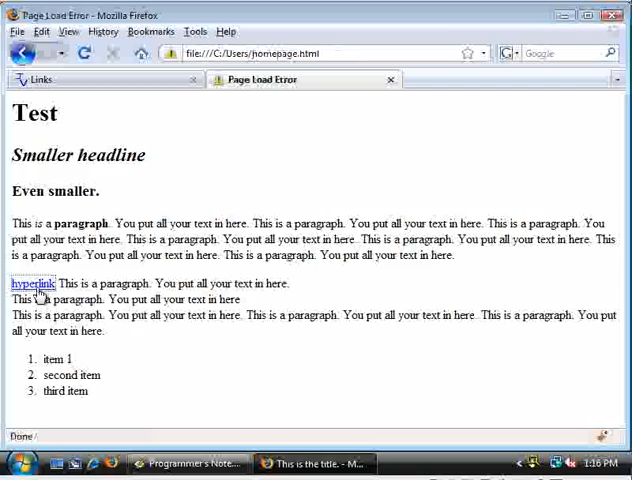 Page Load Error - Mozilla Firefox
File Edit View History Bookmarks Tools Help
file:///C:/Users/homepage.html
Google
Links
Page Load Error
Test
Smaller headline
Even smaller.
This is a paragraph. You put all your text in here. This is a paragraph. You put all your text in here. This is a paragraph. You
put all your text in here. This is a paragraph. You put all your text in here. This is a paragraph. You put all your text in here. This
is a paragraph. You put all your text in here. This is a paragraph. You put all your text in here.
hyperlink This is a paragraph. You put all your text in here.
This a paragraph. You put all your text in here
This is a paragraph. You put all your text in here. This is a paragraph. You put all your text in here. This is a paragraph. You put
all your text in here.
1. item 1
2. second item
3. third item
Done
Programmer's Note...
This is the title. - M...
1:16 PM